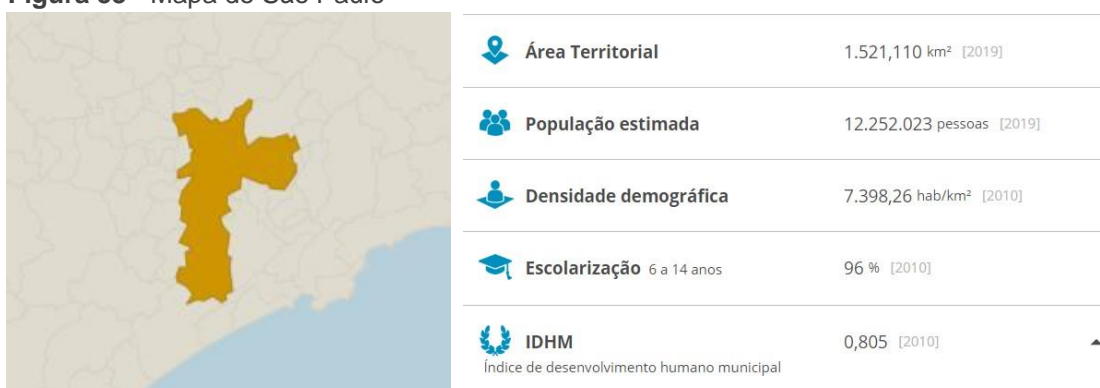 Área Territorial 1.521,110 km² [2019]
População estimada 12.252.023 pessoas [2019]
Densidade demográfica 7.398,26 hab/km² [2010]
Escolarização 6 a 14 anos 96 % [2010]
IDHM 0,805 [2010]
Índice de desenvolvimento humano municipal